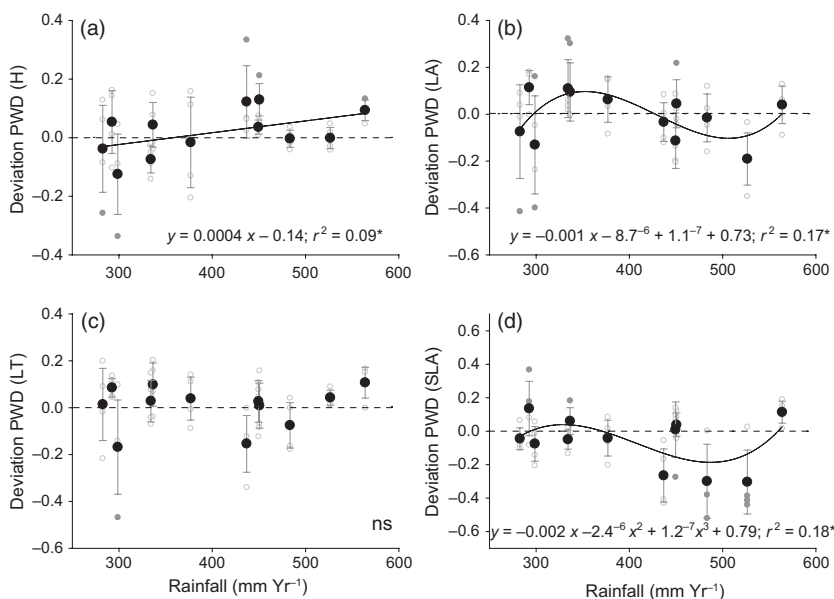 (a)
Deviation PWD (H)
0.4
0.2
0.0
−0.2
−0.4
300
400
500
600
y = 0.0004 x − 0.14; r² = 0.09*
(b)
Deviation PWD (LA)
0.4
0.2
0.0
−0.2
−0.4
−0.6
300
400
500
600
y = −0.001 x − 8.7⁻⁶ + 1.1⁻⁷ + 0.73; r² = 0.17*
(c)
Deviation PWD (LT)
0.4
0.2
0.0
−0.2
−0.4
−0.6
ns
300
400
500
600
Rainfall (mm Yr⁻¹)
(d)
Deviation PWD (SLA)
0.6
0.4
0.2
0.0
−0.2
−0.4
−0.6
y = −0.002 x −2.4⁻⁶ x² + 1.2⁻⁷x³ + 0.79; r² = 0.18*
300
400
500
600
Rainfall (mm Yr⁻¹)